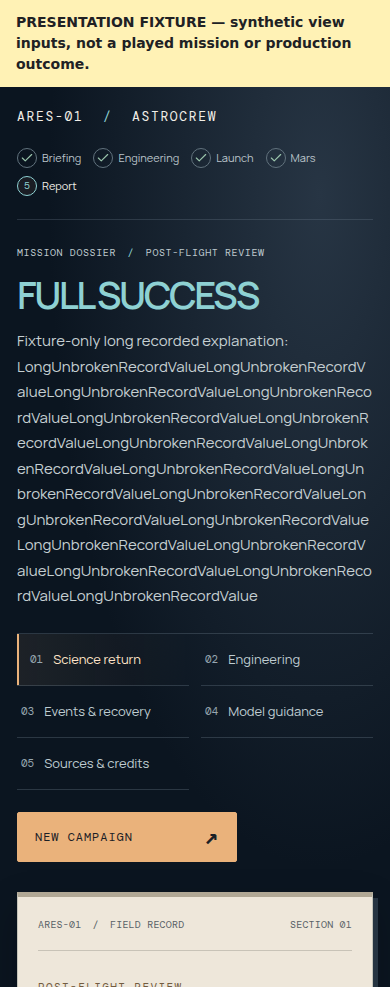 PRESENTATION FIXTURE — synthetic view
inputs, not a played mission or production
outcome.
ARES-01 / ASTROCREW
Briefing Engineering Launch Mars
5 Report
MISSION DOSSIER / POST-FLIGHT REVIEW
FULL SUCCESS
Fixture-only long recorded explanation:
LongUnbrokenRecordValueLongUnbrokenRecordV
alueLongUnbrokenRecordValueLongUnbrokenReco
rdValueLongUnbrokenRecordValueLongUnbrokenR
ecordValueLongUnbrokenRecordValueLongUnbrok
enRecordValueLongUnbrokenRecordValueLongUn
brokenRecordValueLongUnbrokenRecordValueLon
gUnbrokenRecordValueLongUnbrokenRecordValue
LongUnbrokenRecordValueLongUnbrokenRecordV
alueLongUnbrokenRecordValueLongUnbrokenReco
rdValueLongUnbrokenRecordValue
01 Science return
02 Engineering
03 Events & recovery
04 Model guidance
05 Sources & credits
NEW CAMPAIGN ↗
ARES-01 / FIELD RECORD SECTION 01
POST-FLIGHT REVIEW